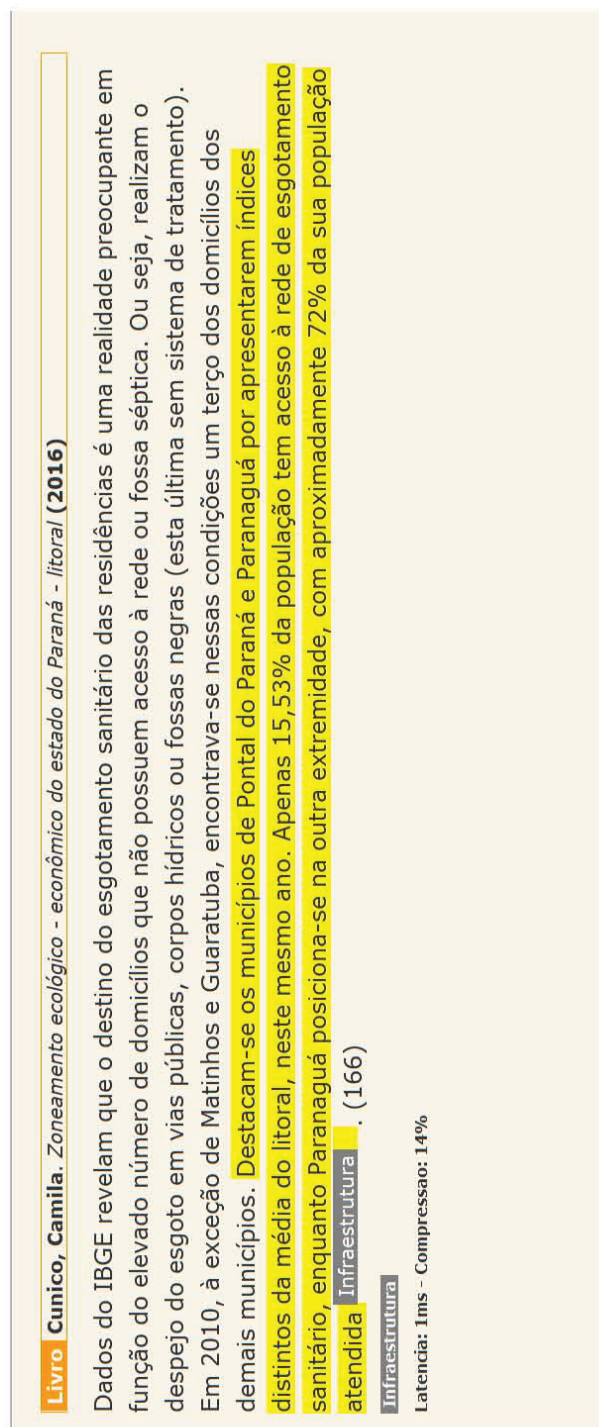 Livro Cunico, Camila. Zoneamento ecológico - econômico do estado do Paraná - litoral (2016)
Dados do IBGE revelam que o destino do esgotamento sanitário das residências é uma realidade preocupante em
função do elevado número de domicílios que não possuem acesso à rede ou fossa séptica. Ou seja, realizam o
despejo do esgoto em vias públicas, corpos hídricos ou fossas negras (esta última sem sistema de tratamento).
Em 2010, à exceção de Matinhos e Guaratuba, encontrava-se nessas condições um terço dos domicílios dos
demais municípios. Destacam-se os municípios de Pontal do Paraná e Paranaguá por apresentarem índices
distintos da média do litoral, neste mesmo ano. Apenas 15,53% da população tem acesso à rede de esgotamento
sanitário, enquanto Paranaguá posiciona-se na outra extremidade, com aproximadamente 72% da sua população
atendida Infraestrutura . (166)
Infraestrutura
Latencia: 1ms - Compressao: 14%